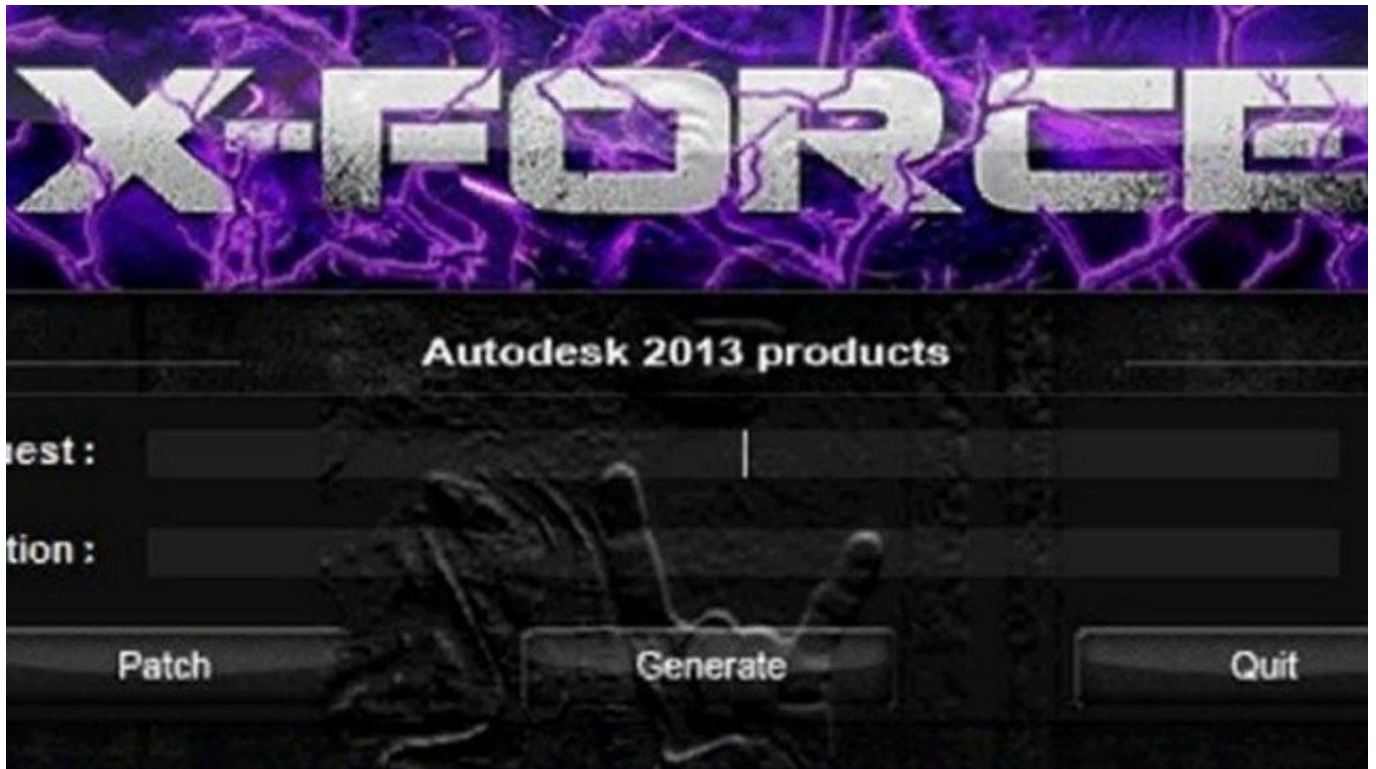 X-FORCE
Autodesk 2013 products
uest :
tion :
Patch Generate Quit